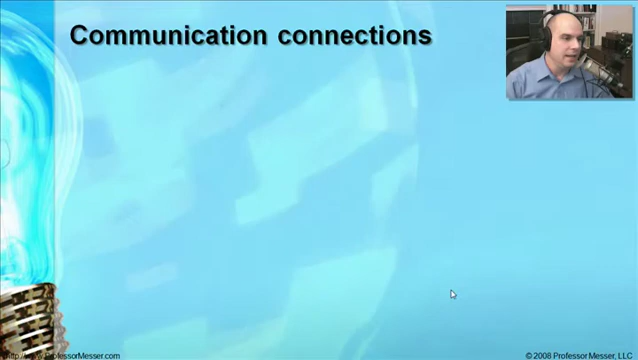 Communication connections
http://www.ProfessorMesser.com
© 2008 Professor Messer, LLC